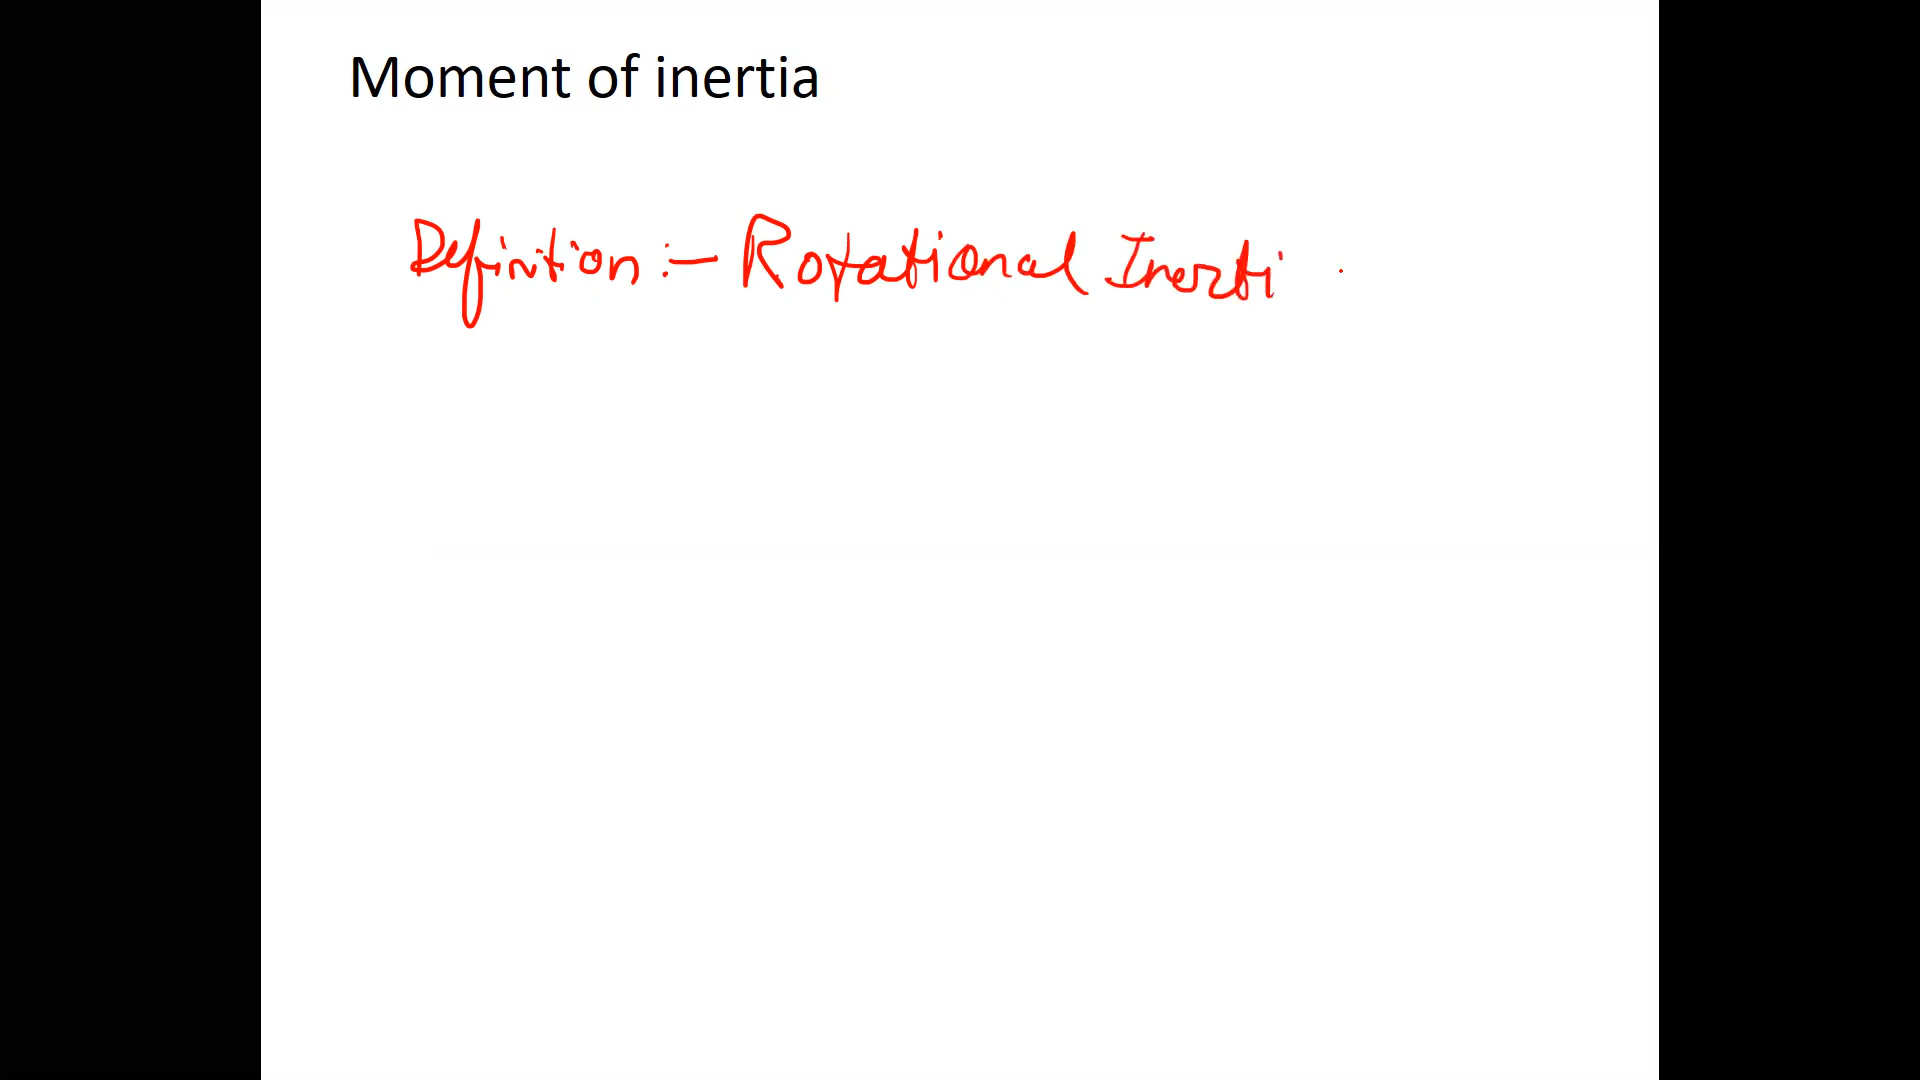 Moment of inertia
Definition :- Rotational Inerti